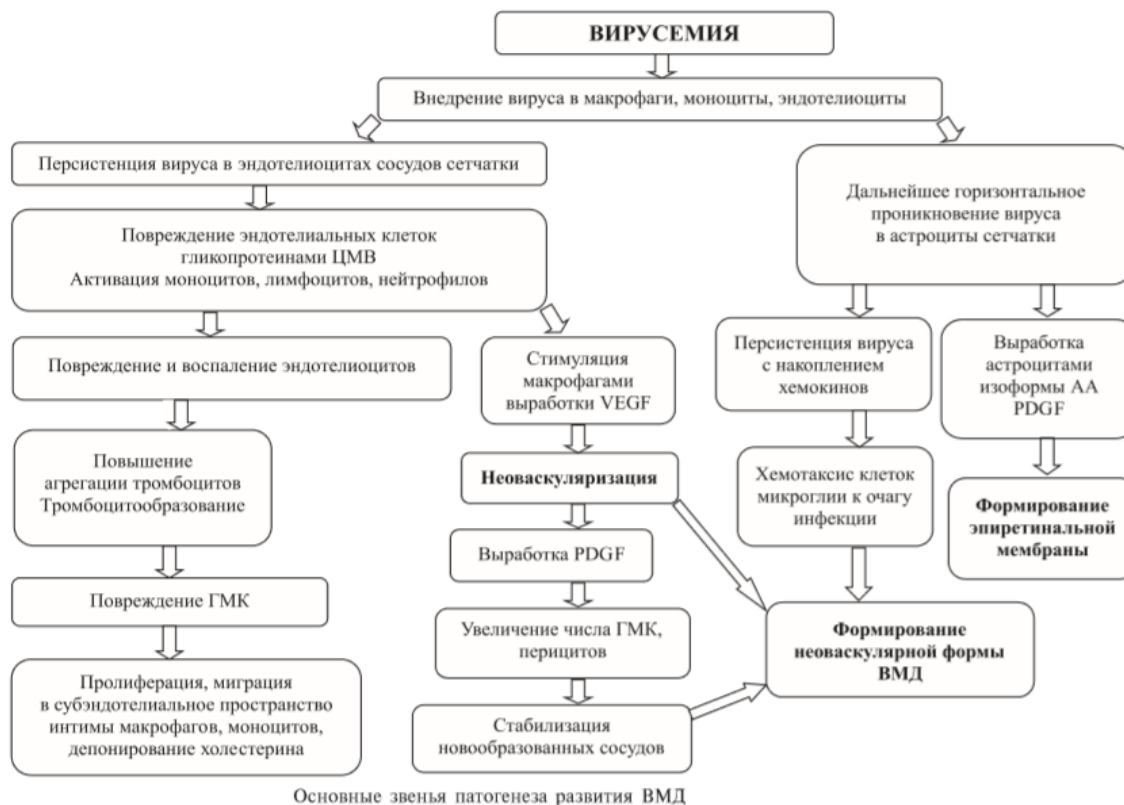 ВИРУСЕМИЯ
Внедрение вируса в макрофаги, моноциты, эндотелиоциты
Персистенция вируса в эндотелиоцитах сосудов сетчатки
Дальнейшее горизонтальное
проникновение вируса
в астроциты сетчатки
Повреждение эндотелиальных клеток
гликопротеинами ЦМВ
Активация моноцитов, лимфоцитов, нейтрофилов
Повреждение и воспаление эндотелиоцитов
Стимуляция
макрофагами
выработки VEGF
Персистенция вируса
с накоплением
хемокинов
Выработка
астроцитами
изоформы АА
PDGF
Повышение
агрегации тромбоцитов
Тромбоцитообразование
Неоваскуляризация
Хемотаксис клеток
микроглии к очагу
инфекции
Формирование
эпиретинальной
мембраны
Выработка PDGF
Повреждение ГМК
Увеличение числа ГМК,
перицитов
Формирование
неоваскулярной формы
ВМД
Пролиферация, миграция
в субэндотелиальное пространство
интимы макрофагов, моноцитов,
депонирование холестерина
Стабилизация
новообразованных сосудов
Основные звенья патогенеза развития ВМД